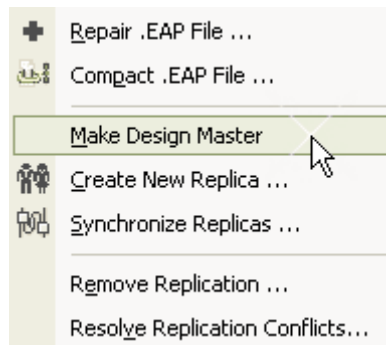 Repair .EAP File ...
Compact .EAP File ...
Make Design Master
Create New Replica ...
Synchronize Replicas ...
Remove Replication ...
Resolve Replication Conflicts...